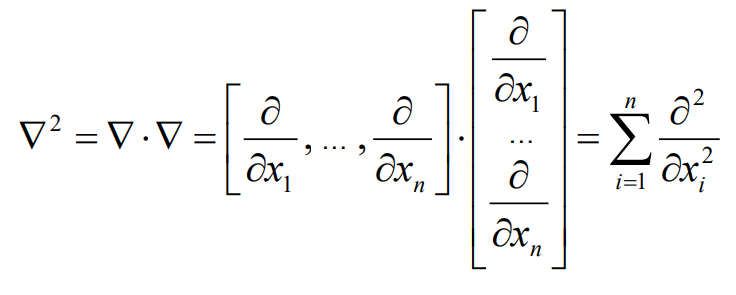 ∇² = ∇ · ∇ = [∂/∂x₁, ... , ∂/∂xₙ] · [∂/∂x₁ ... ∂/∂xₙ] = ∑ᵢ₌₁ⁿ ∂²/∂xᵢ²